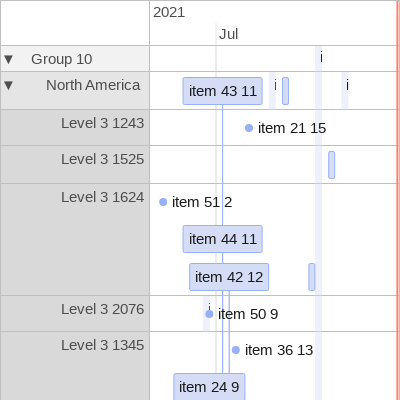 2021
Jul
▼ Group 10
i
▼ North America
item 43 11
i
i
Level 3 1243
item 21 15
Level 3 1525
Level 3 1624
item 51 2
item 44 11
item 42 12
Level 3 2076
i
item 50 9
Level 3 1345
item 36 13
item 24 9